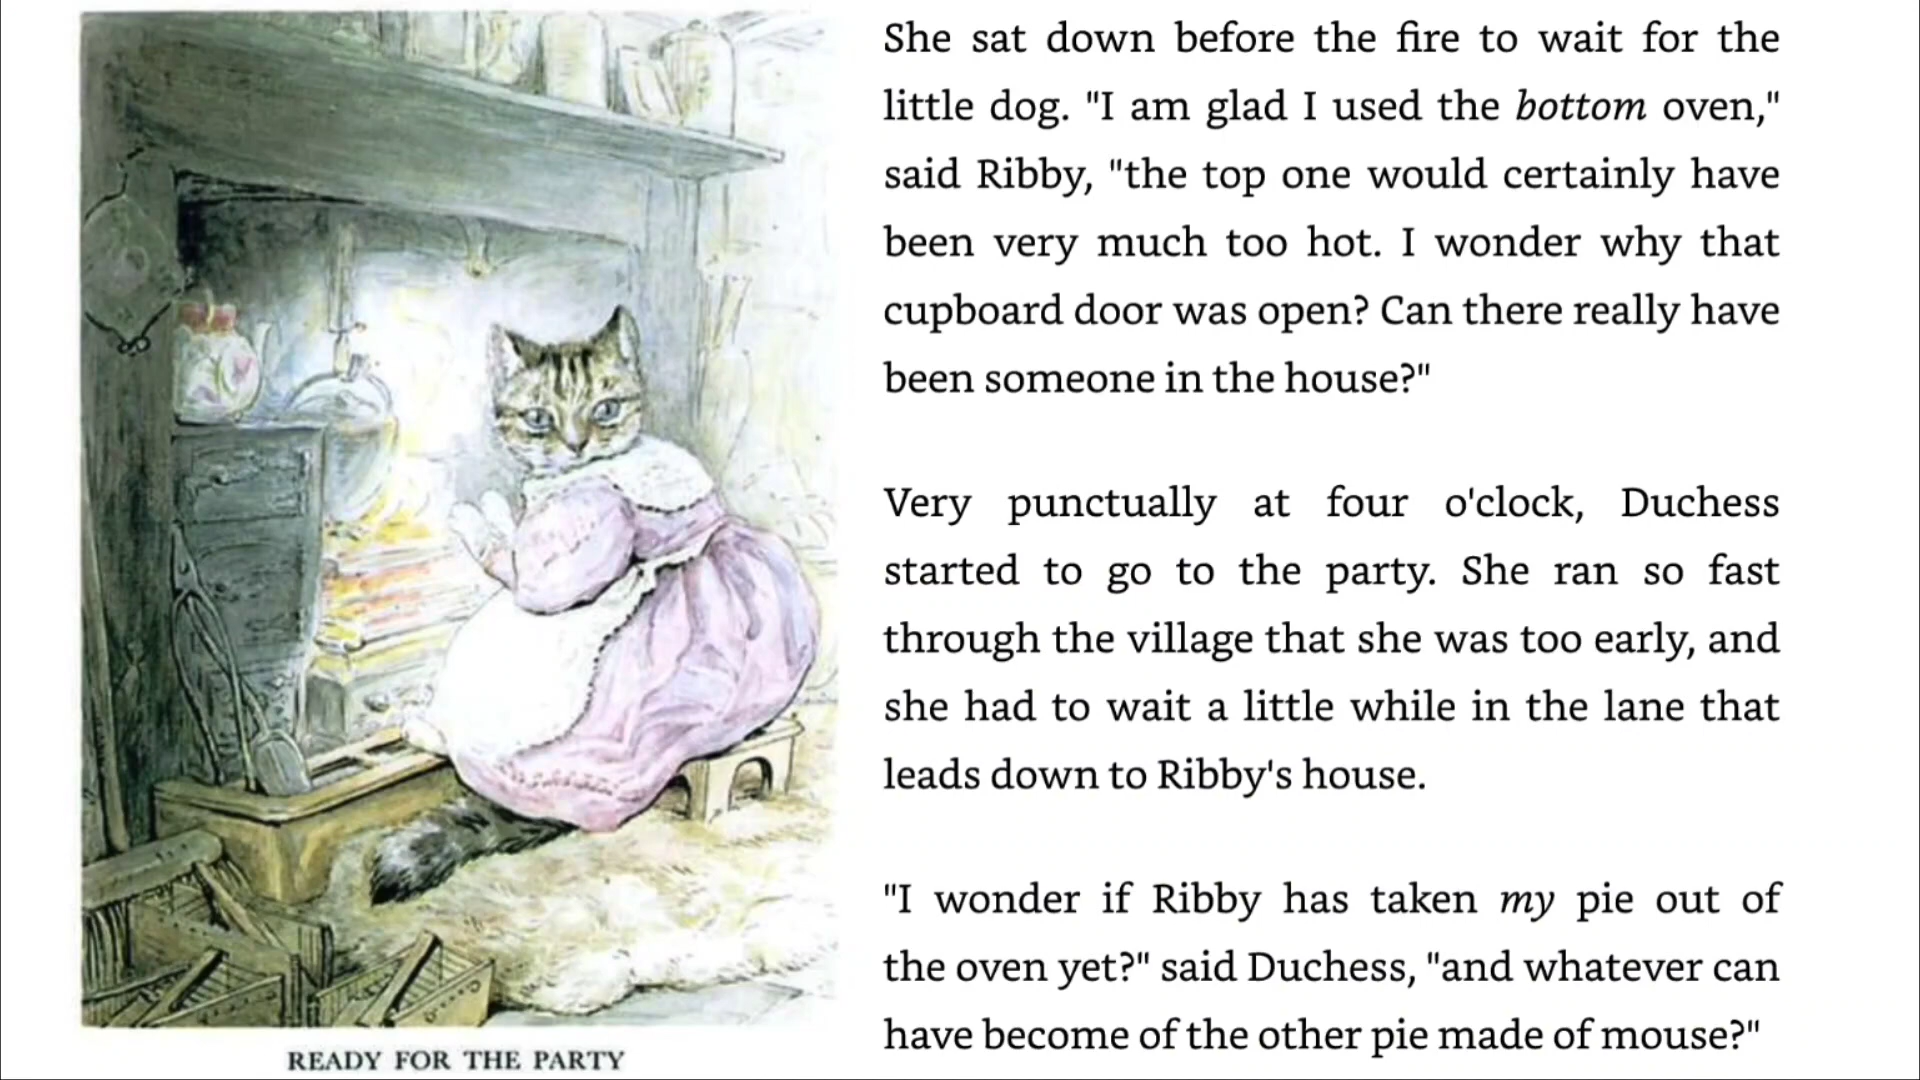 She sat down before the fire to wait for the
little dog. "I am glad I used the bottom oven,"
said Ribby, "the top one would certainly have
been very much too hot. I wonder why that
cupboard door was open? Can there really have
been someone in the house?"
Very punctually at four o'clock, Duchess
started to go to the party. She ran so fast
through the village that she was too early, and
she had to wait a little while in the lane that
leads down to Ribby's house.
"I wonder if Ribby has taken my pie out of
the oven yet?" said Duchess, "and whatever can
have become of the other pie made of mouse?"
READY FOR THE PARTY